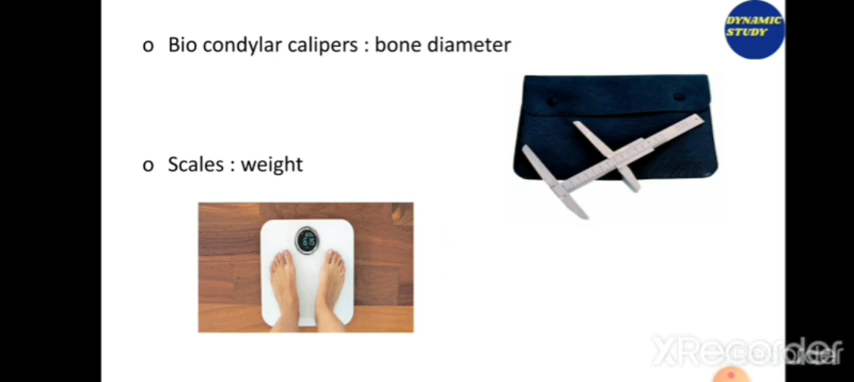 DYNAMIC
STUDY
o Bio condylar calipers : bone diameter
o Scales : weight
XRecorder